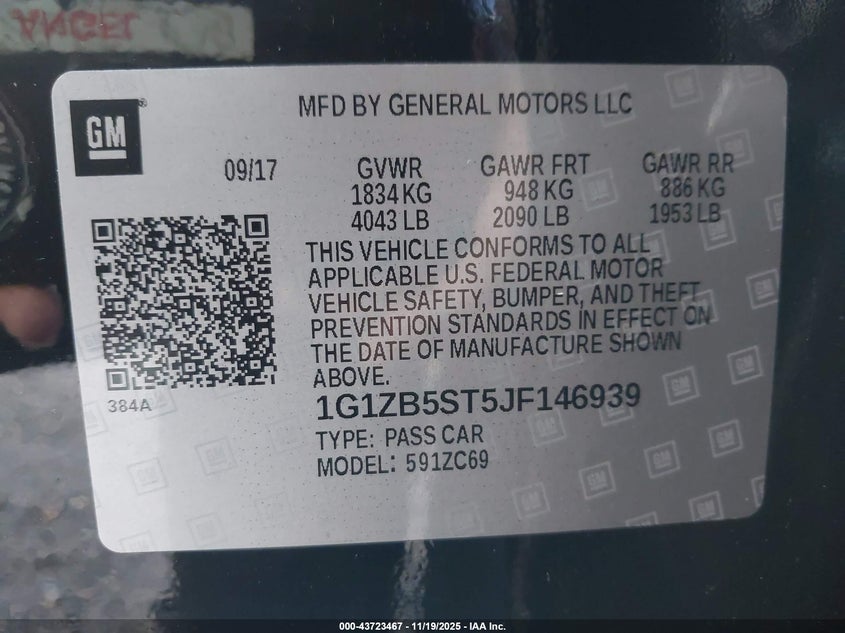 GM
MFD BY GENERAL MOTORS LLC
09/17 GVWR GAWR FRT GAWR RR
1834 KG 948 KG 886 KG
4043 LB 2090 LB 1953 LB
THIS VEHICLE CONFORMS TO ALL
APPLICABLE U.S. FEDERAL MOTOR
VEHICLE SAFETY, BUMPER, AND THEFT
PREVENTION STANDARDS IN EFFECT ON
THE DATE OF MANUFACTURE SHOWN
ABOVE.
384A
1G1ZB5ST5JF146939
TYPE: PASS CAR
MODEL: 591ZC69
000-43723467 - 11/19/2025 - IAA Inc.